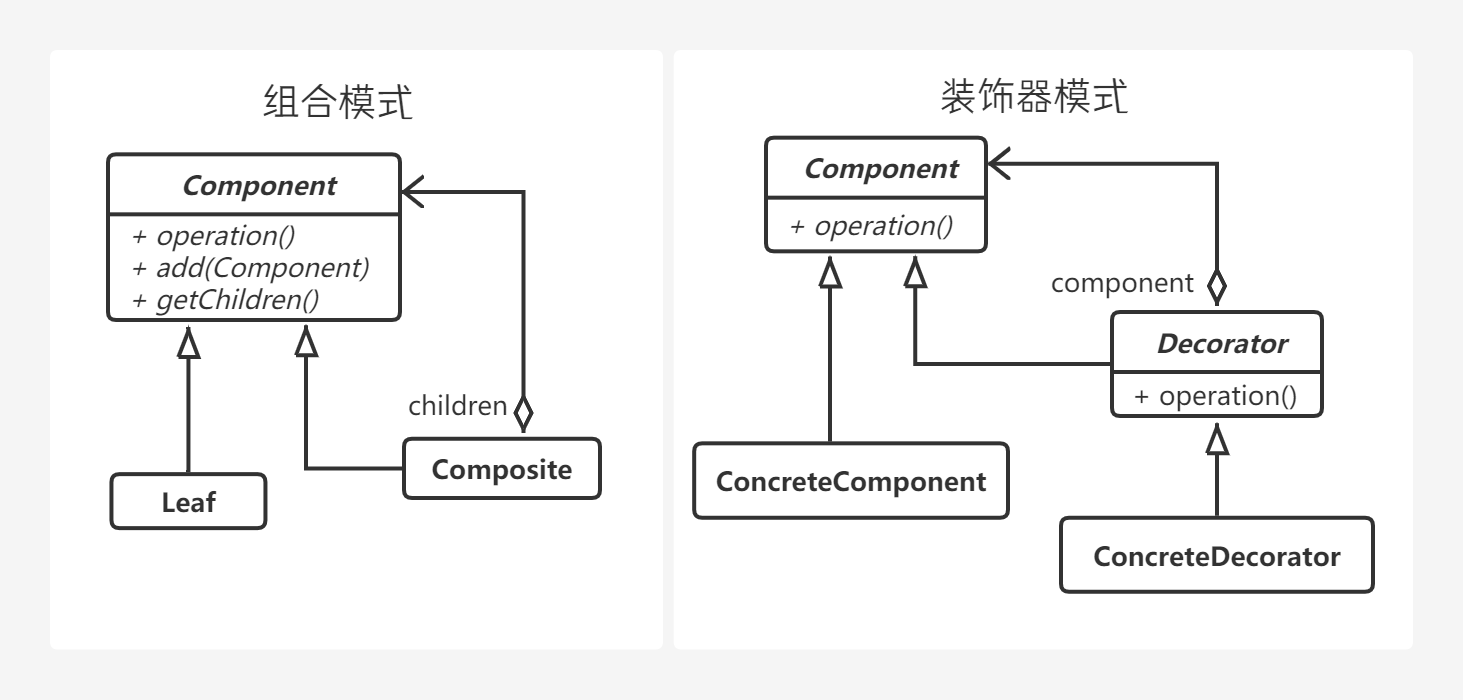 组合模式
Component
+ operation()
+ add(Component)
+ getChildren()
children
Composite
Leaf
装饰器模式
Component
+ operation()
component
Decorator
+ operation()
ConcreteComponent
ConcreteDecorator